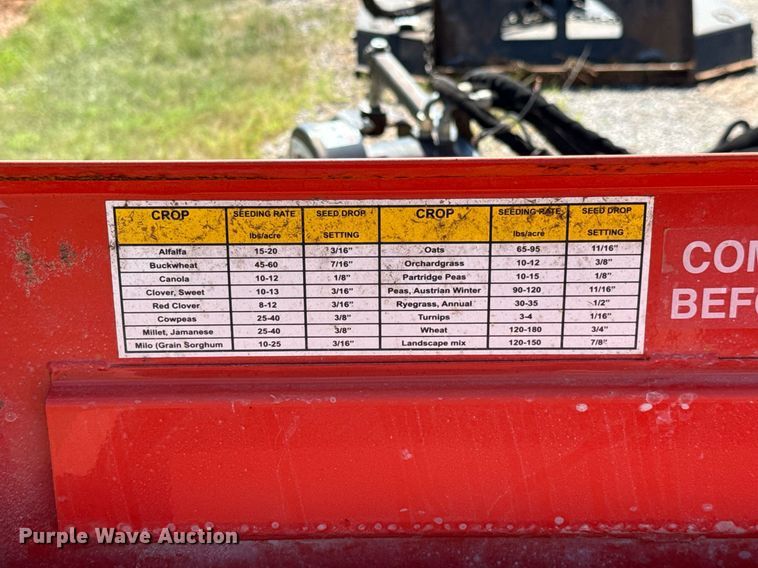 CROP SEEDING RATE lbs/acre SEED DROP SETTING CROP SEEDING RATE lbs/acre SEED DROP SETTING
Alfalfa 15-20 3/16" Oats 65-95 11/16"
Buckwheat 45-60 7/16" Orchardgrass 10-12 3/8"
Canola 10-12 1/8" Partridge Peas 10-15 1/8"
Clover, Sweet 10-13 3/16" Peas, Austrian Winter 90-120 11/16"
Red Clover 8-12 3/16" Ryegrass, Annual 30-35 1/2"
Cowpeas 25-40 3/8" Turnips 3-4 1/16"
Millet, Jamanese 25-40 3/8" Wheat 120-180 3/4"
Milo (Grain Sorghum 10-25 3/16" Landscape mix 120-150 7/8"
COM
BEFO
Purple Wave Auction